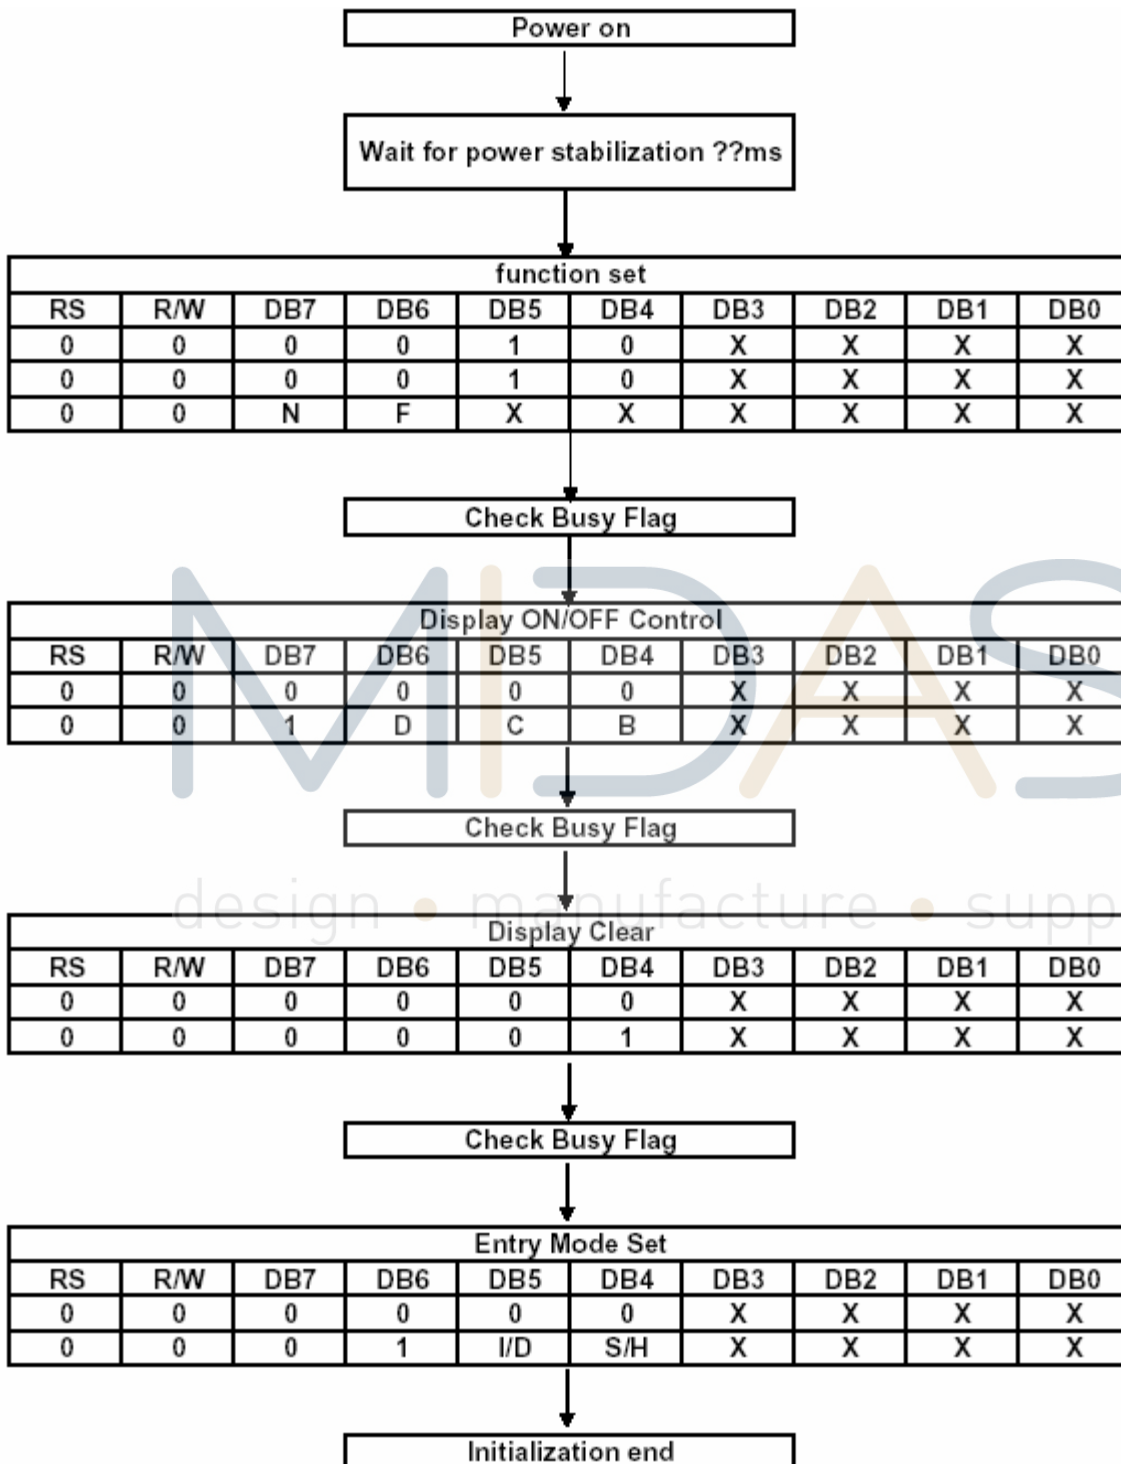 Power on
Wait for power stabilization ??ms
function set
RS R/W DB7 DB6 DB5 DB4 DB3 DB2 DB1 DB0
0 0 0 0 1 0 X X X X
0 0 0 0 1 0 X X X X
0 0 N F X X X X X X
Check Busy Flag
Display ON/OFF Control
RS R/W DB7 DB6 DB5 DB4 DB3 DB2 DB1 DB0
0 0 0 0 0 0 X X X X
0 0 1 D C B X X X X
MIDAS
Check Busy Flag
design • manufacture • supp
Display Clear
RS R/W DB7 DB6 DB5 DB4 DB3 DB2 DB1 DB0
0 0 0 0 0 0 X X X X
0 0 0 0 0 1 X X X X
Check Busy Flag
Entry Mode Set
RS R/W DB7 DB6 DB5 DB4 DB3 DB2 DB1 DB0
0 0 0 0 0 0 X X X X
0 0 0 1 I/D S/H X X X X
Initialization end